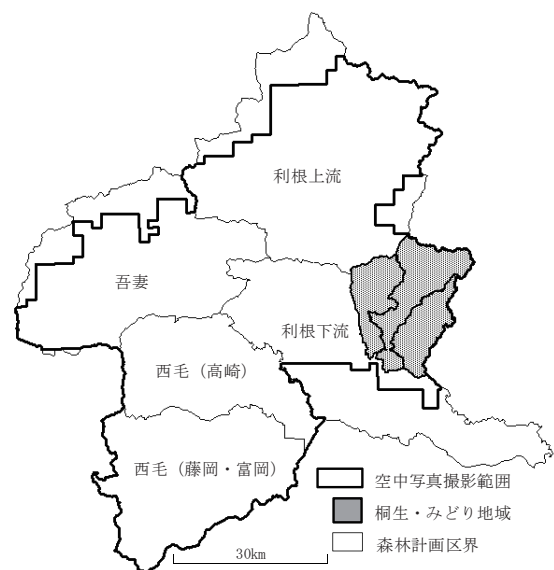 利根上流
吾妻
利根下流
西毛（高崎）
西毛（藤岡・富岡）
空中写真撮影範囲
桐生・みどり地域
森林計画区界
30km